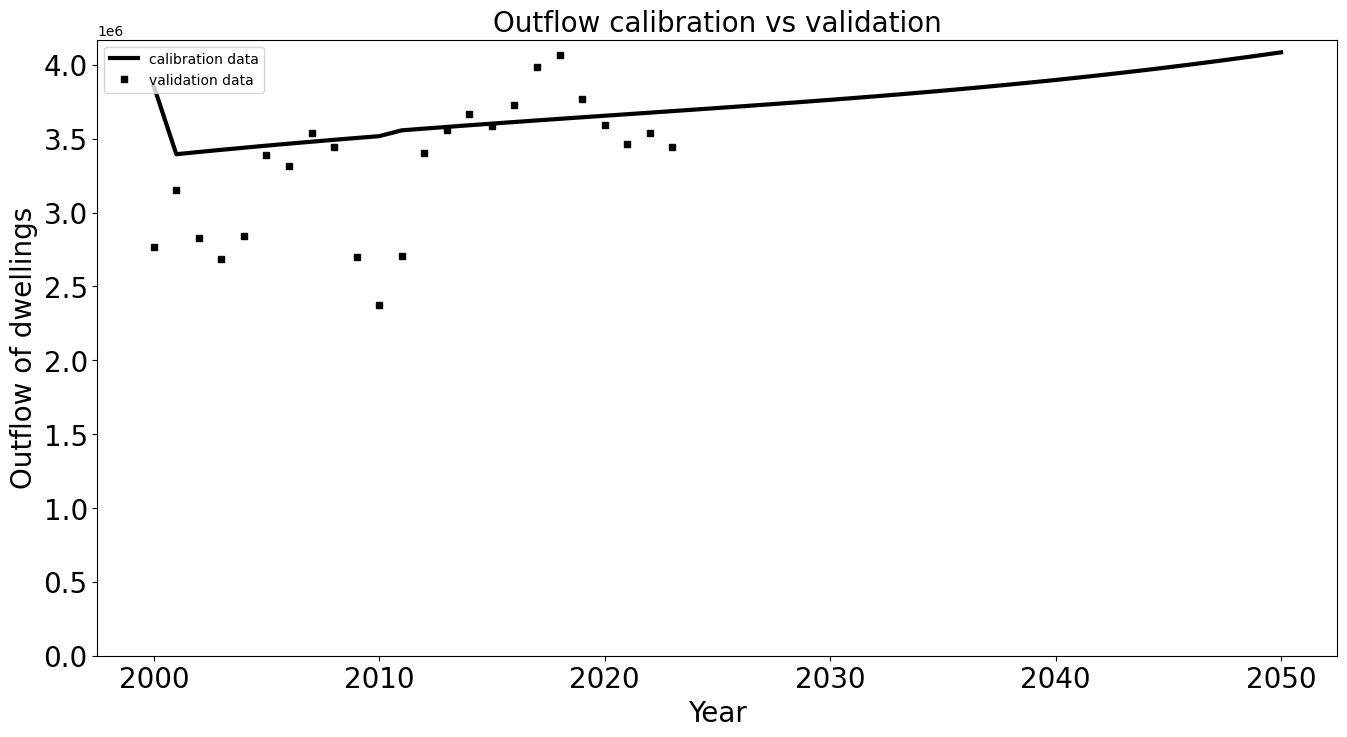 Outflow calibration vs validation
1e6
calibration data
validation data
4.0
3.5
3.0
2.5
2.0
1.5
1.0
0.5
0.0
Outflow of dwellings
2000 2010 2020 2030 2040 2050
Year